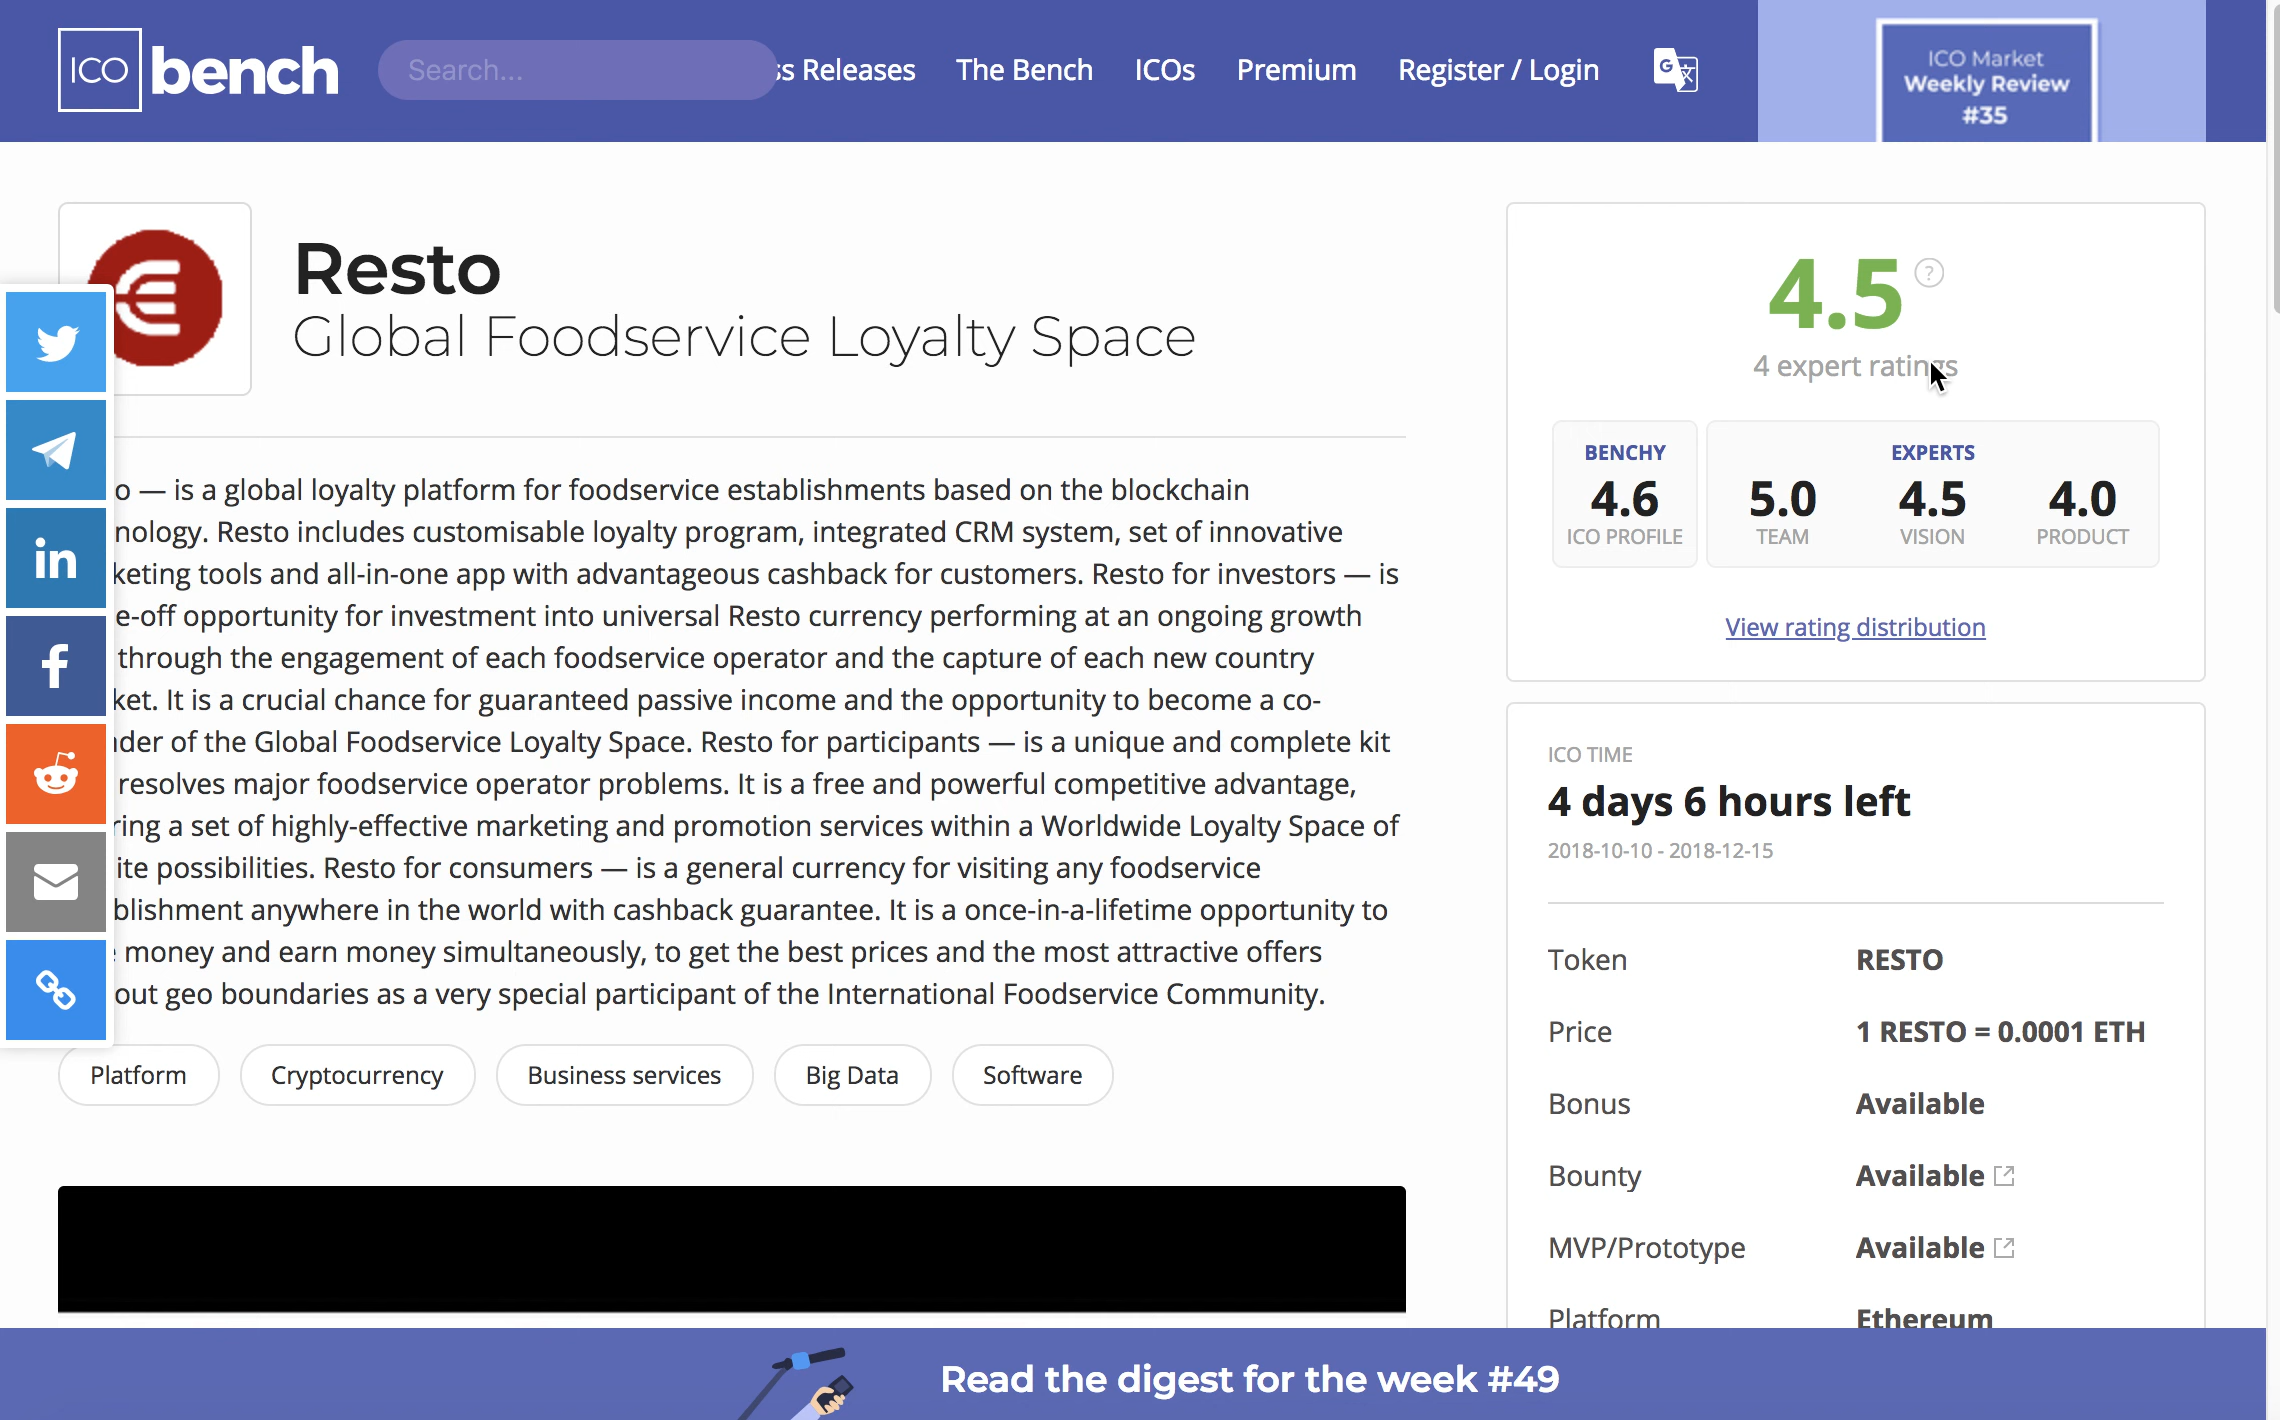 ICO bench
Search...
ss Releases
The Bench
ICOs
Premium
Register / Login
G 文
ICO Market
Weekly Review
#35
Resto
Global Foodservice Loyalty Space
o — is a global loyalty platform for foodservice establishments based on the blockchain
nology. Resto includes customisable loyalty program, integrated CRM system, set of innovative
keting tools and all-in-one app with advantageous cashback for customers. Resto for investors — is
e-off opportunity for investment into universal Resto currency performing at an ongoing growth
through the engagement of each foodservice operator and the capture of each new country
ket. It is a crucial chance for guaranteed passive income and the opportunity to become a co-
nder of the Global Foodservice Loyalty Space. Resto for participants — is a unique and complete kit
resolves major foodservice operator problems. It is a free and powerful competitive advantage,
ring a set of highly-effective marketing and promotion services within a Worldwide Loyalty Space of
ite possibilities. Resto for consumers — is a general currency for visiting any foodservice
blishment anywhere in the world with cashback guarantee. It is a once-in-a-lifetime opportunity to
money and earn money simultaneously, to get the best prices and the most attractive offers
out geo boundaries as a very special participant of the International Foodservice Community.
Platform
Cryptocurrency
Business services
Big Data
Software
4.5 ?
4 expert ratings
BENCHY
4.6
ICO PROFILE
EXPERTS
5.0 4.5 4.0
TEAM VISION PRODUCT
View rating distribution
ICO TIME
4 days 6 hours left
2018-10-10 - 2018-12-15
Token RESTO
Price 1 RESTO = 0.0001 ETH
Bonus Available
Bounty Available
MVP/Prototype Available
Platform Ethereum
Read the digest for the week #49